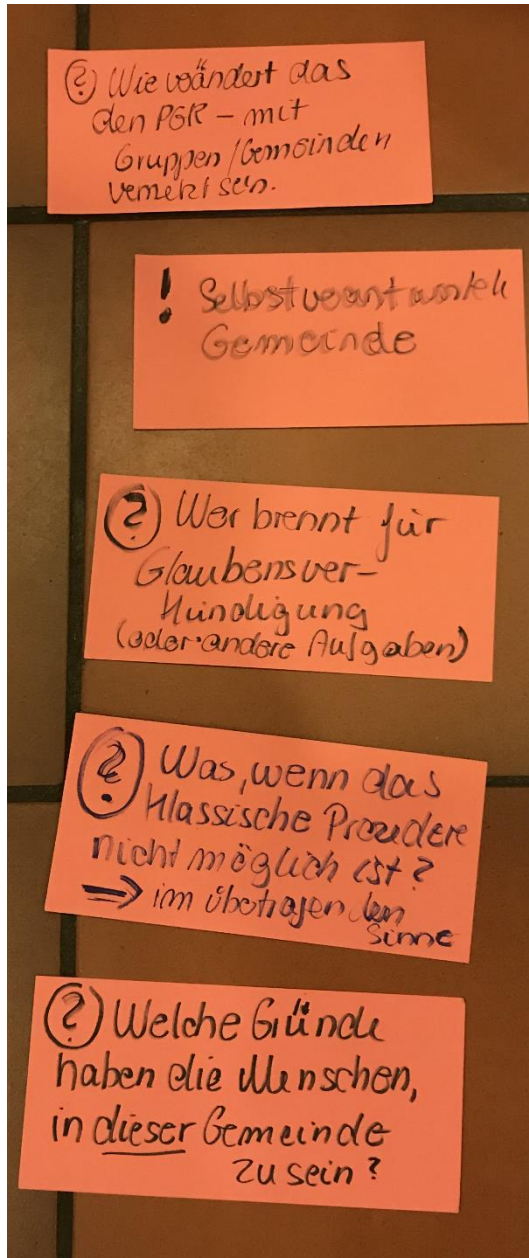 ? Wie verändert das
den PGR – mit
Gruppen/Gemeinden
vernetzt sein.
! Selbstverantwortete
Gemeinde
? Wer brennt für
Glaubensver-
kündigung
(oder andere Aufgaben)
? Was, wenn das
klassische Prozedere
nicht möglich ist?
⇒ im übertragenden
Sinne
? Welche Gründe
haben die Menschen,
in dieser Gemeinde
zu sein?